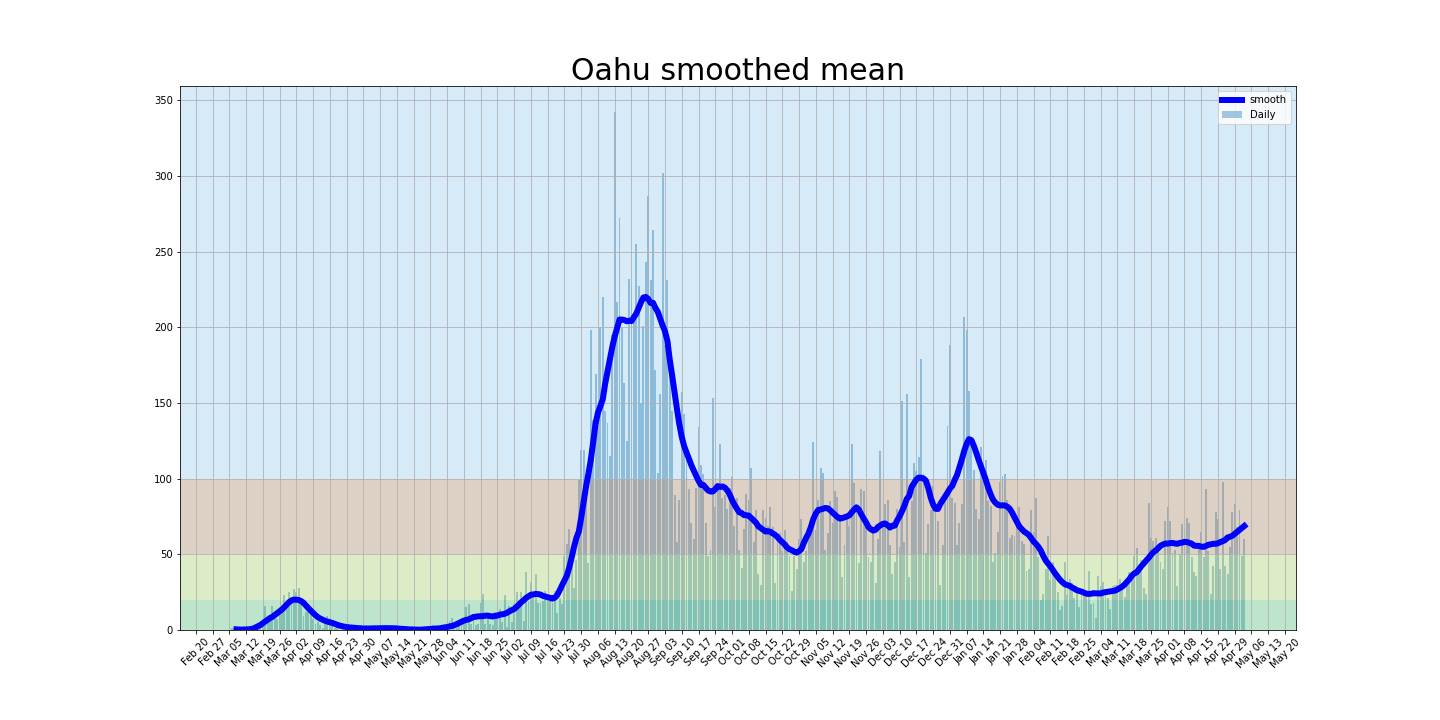 Oahu smoothed mean
smooth
Daily
350
300
250
200
150
100
50
0
Feb 20
Feb 27
Mar 05
Mar 12
Mar 19
Mar 26
Apr 02
Apr 09
Apr 16
Apr 23
Apr 30
May 07
May 14
May 21
May 28
Jun 04
Jun 11
Jun 18
Jun 25
Jul 02
Jul 09
Jul 16
Jul 23
Jul 30
Aug 06
Aug 13
Aug 20
Aug 27
Sep 03
Sep 10
Sep 17
Sep 24
Oct 01
Oct 08
Oct 15
Oct 22
Oct 29
Nov 05
Nov 12
Nov 19
Nov 26
Dec 03
Dec 10
Dec 17
Dec 24
Dec 31
Jan 07
Jan 14
Jan 21
Jan 28
Feb 04
Feb 11
Feb 18
Feb 25
Mar 04
Mar 11
Mar 18
Mar 25
Apr 01
Apr 08
Apr 15
Apr 22
Apr 29
May 06
May 13
May 20